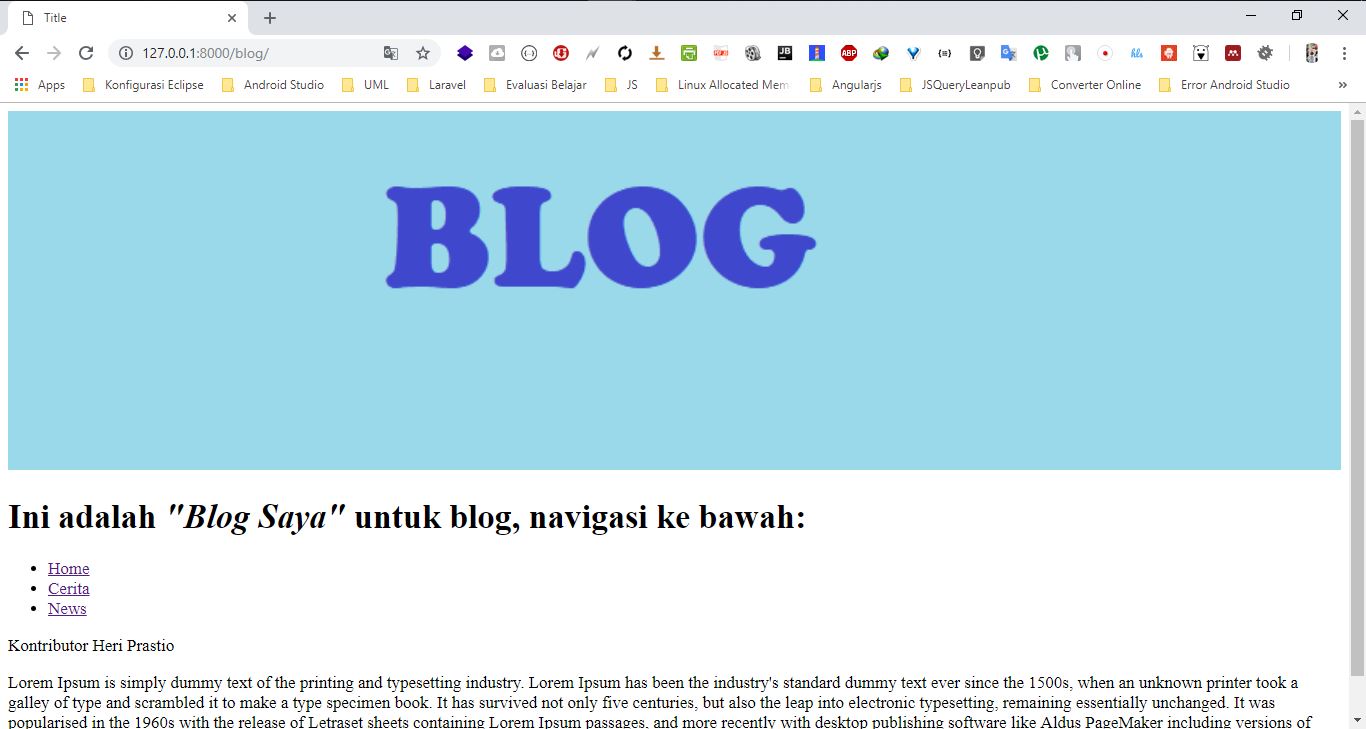 Title
127.0.0.1:8000/blog/
Apps Konfigurasi Eclipse Android Studio UML Laravel Evaluasi Belajar JS Linux Allocated Mem Angularjs JSQueryLeanpub Converter Online Error Android Studio »
BLOG
Ini adalah "Blog Saya" untuk blog, navigasi ke bawah:
Home
Cerita
News
Kontributor Heri Prastio
Lorem Ipsum is simply dummy text of the printing and typesetting industry. Lorem Ipsum has been the industry's standard dummy text ever since the 1500s, when an unknown printer took a
galley of type and scrambled it to make a type specimen book. It has survived not only five centuries, but also the leap into electronic typesetting, remaining essentially unchanged. It was
popularised in the 1960s with the release of Letraset sheets containing Lorem Ipsum passages, and more recently with desktop publishing software like Aldus PageMaker including versions of